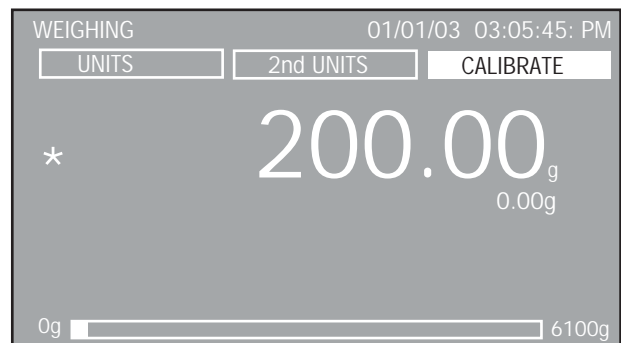 WEIGHING 01/01/03 03:05:45: PM
UNITS 2nd UNITS CALIBRATE
* 200.00 g
0.00g
0g 6100g